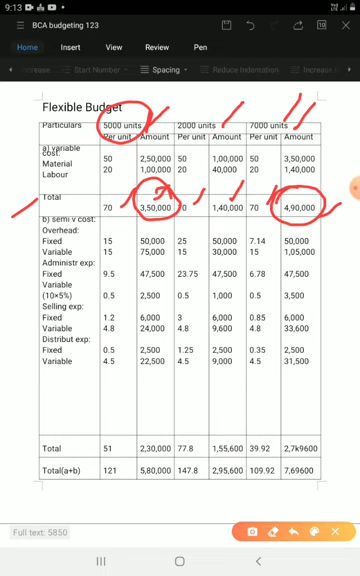 9:13
BCA budgeting 123
10
Home Insert View Review Pen
Increase Start Number Spacing Reduce Indentation Increase I
Flexible Budget
Particulars 5000 units 2000 units 7000 units
Per unit Amount Per unit Amount Per unit Amount
a) variable
cost:
Material 50 2,50,000 50 1,00,000 50 3,50,000
Labour 20 1,00,000 20 40,000 20 1,40,000
Total
70 3,50,000 70 1,40,000 70 4,90,000
b) semi v cost:
Overhead:
Fixed 15 50,000 25 50,000 7.14 50,000
Variable 15 75,000 15 30,000 15 1,05,000
Administr exp:
Fixed 9.5 47,500 23.75 47,500 6.78 47,500
Variable
(10×5%) 0.5 2,500 0.5 1,000 0.5 3,500
Selling exp:
Fixed 1.2 6,000 3 6,000 0.85 6,000
Variable 4.8 24,000 4.8 9,600 4.8 33,600
Distribut exp:
Fixed 0.5 2,500 1.25 2,500 0.35 2,500
Variable 4.5 22,500 4.5 9,000 4.5 31,500
Total 51 2,30,000 77.8 1,55,600 39.92 2,7k9600
Total(a+b) 121 5,80,000 147.8 2,95,600 109.92 7,69600
Full text: 5850